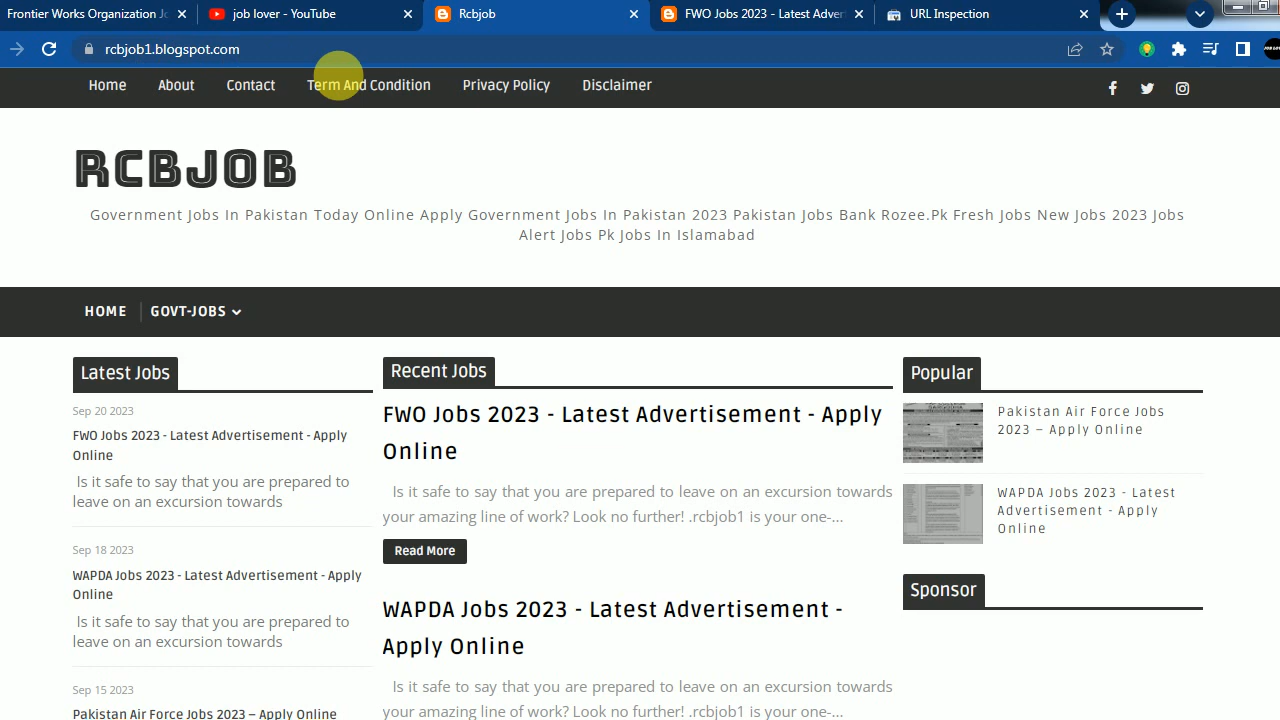 Frontier Works Organization Jo
job lover - YouTube
Rcbjob
FWO Jobs 2023 - Latest Adver
URL Inspection
rcbjob1.blogspot.com
Home About Contact Term And Condition Privacy Policy Disclaimer
RCBJOB
Government Jobs In Pakistan Today Online Apply Government Jobs In Pakistan 2023 Pakistan Jobs Bank Rozee.Pk Fresh Jobs New Jobs 2023 Jobs
Alert Jobs Pk Jobs In Islamabad
HOME GOVT-JOBS
Latest Jobs
Sep 20 2023
FWO Jobs 2023 - Latest Advertisement - Apply
Online
Is it safe to say that you are prepared to
leave on an excursion towards
Sep 18 2023
WAPDA Jobs 2023 - Latest Advertisement - Apply
Online
Is it safe to say that you are prepared to
leave on an excursion towards
Sep 15 2023
Pakistan Air Force Jobs 2023 – Apply Online
Recent Jobs
FWO Jobs 2023 - Latest Advertisement - Apply
Online
Is it safe to say that you are prepared to leave on an excursion towards
your amazing line of work? Look no further! .rcbjob1 is your one-...
Read More
WAPDA Jobs 2023 - Latest Advertisement -
Apply Online
Is it safe to say that you are prepared to leave on an excursion towards
your amazing line of work? Look no further! .rcbjob1 is your one-...
Popular
Pakistan Air Force Jobs
2023 – Apply Online
WAPDA Jobs 2023 - Latest
Advertisement - Apply
Online
Sponsor